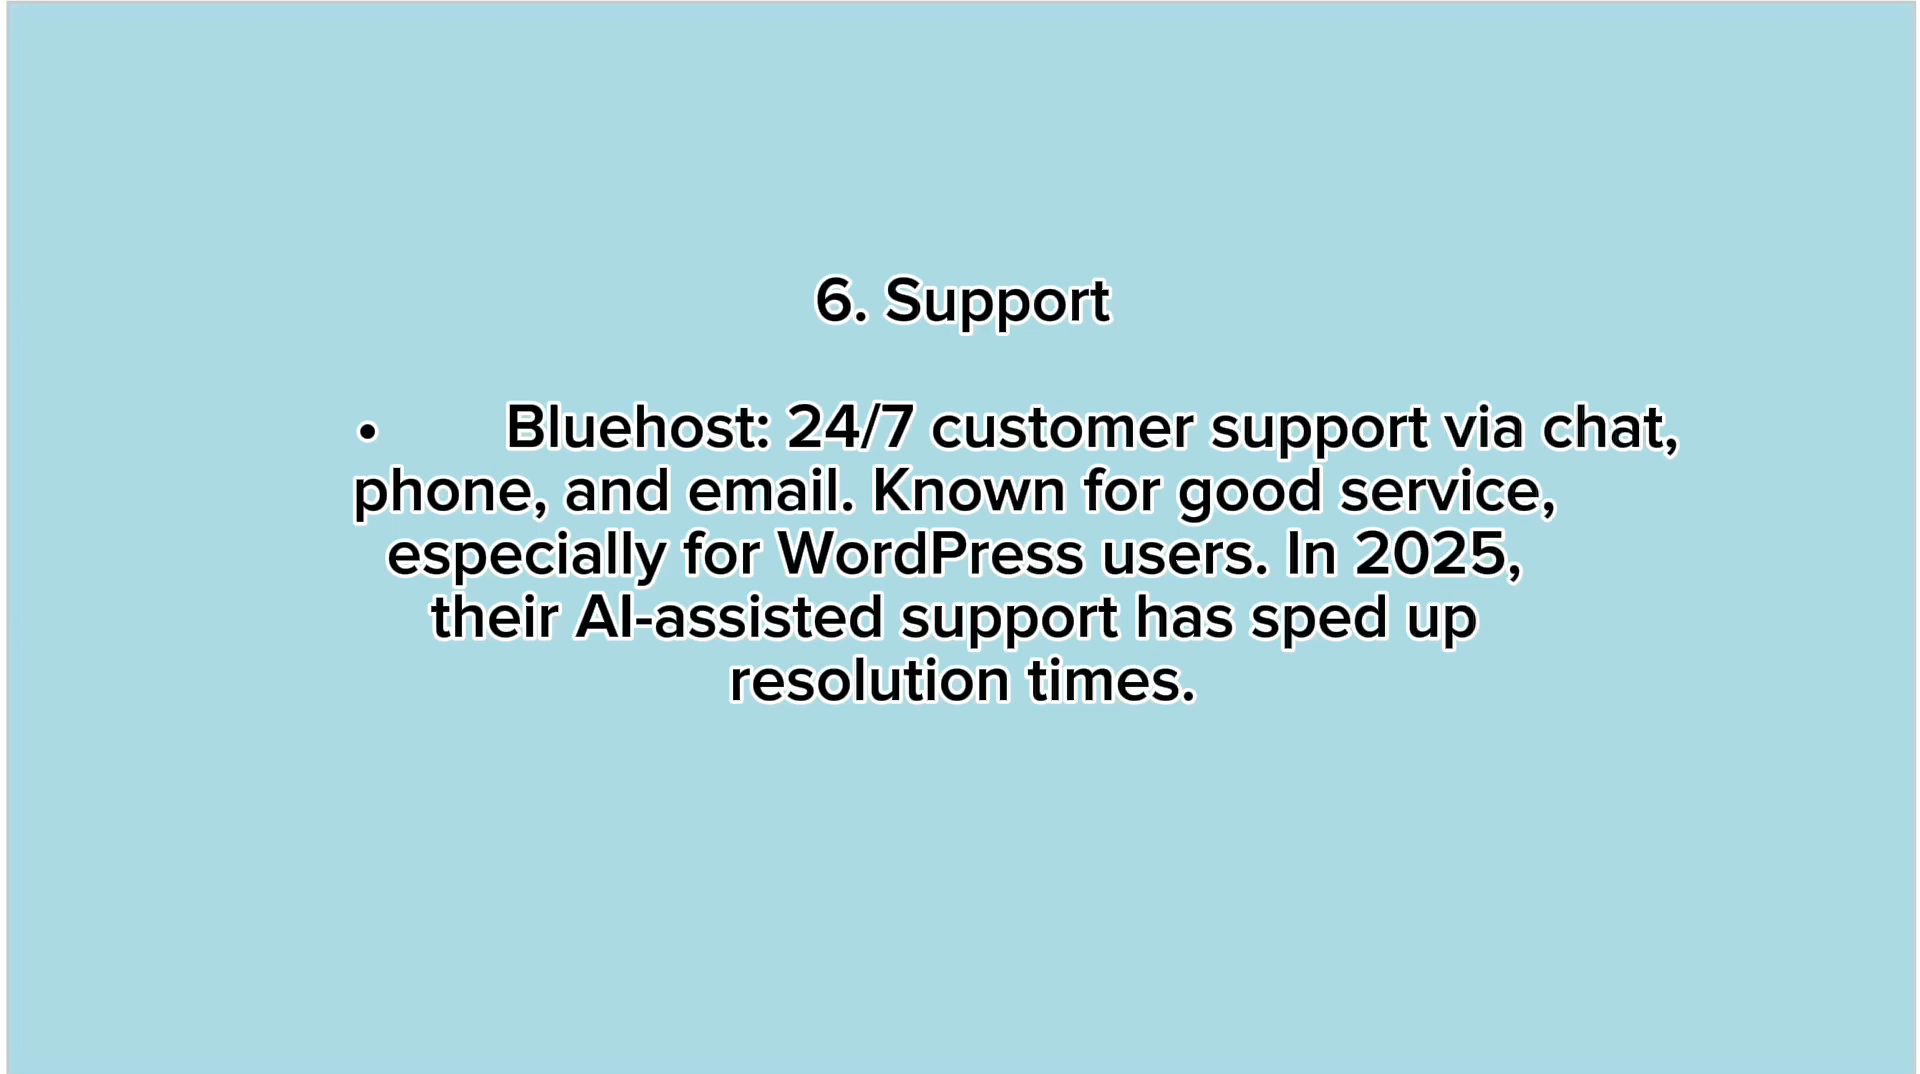 6. Support
• Bluehost: 24/7 customer support via chat,
phone, and email. Known for good service,
especially for WordPress users. In 2025,
their AI-assisted support has sped up
resolution times.